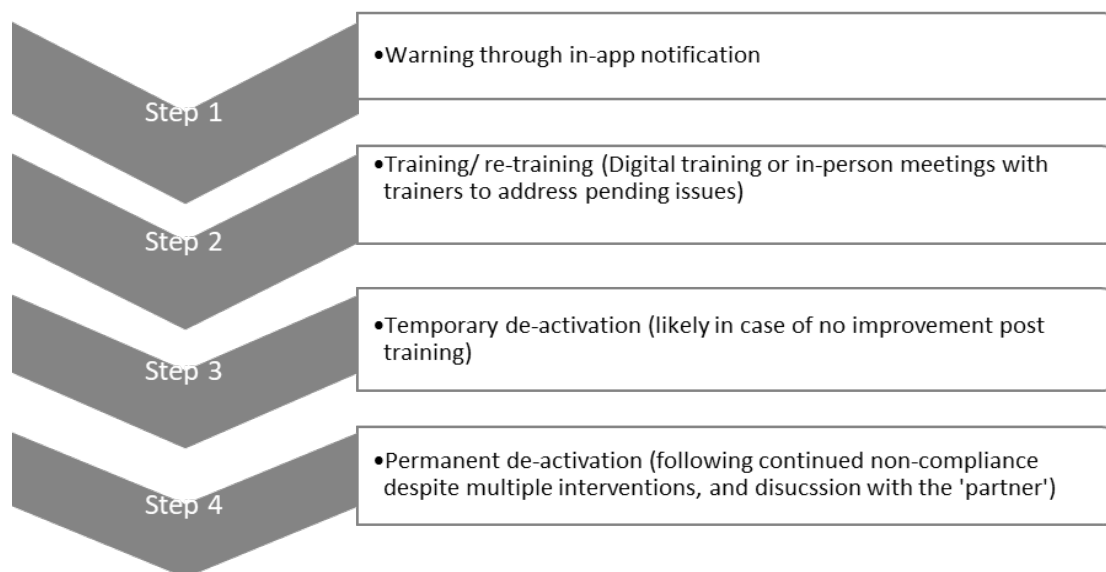 Step 1
•Warning through in-app notification
Step 2
•Training/ re-training (Digital training or in-person meetings with
trainers to address pending issues)
Step 3
•Temporary de-activation (likely in case of no improvement post
training)
Step 4
•Permanent de-activation (following continued non-compliance
despite multiple interventions, and disucssion with the 'partner')